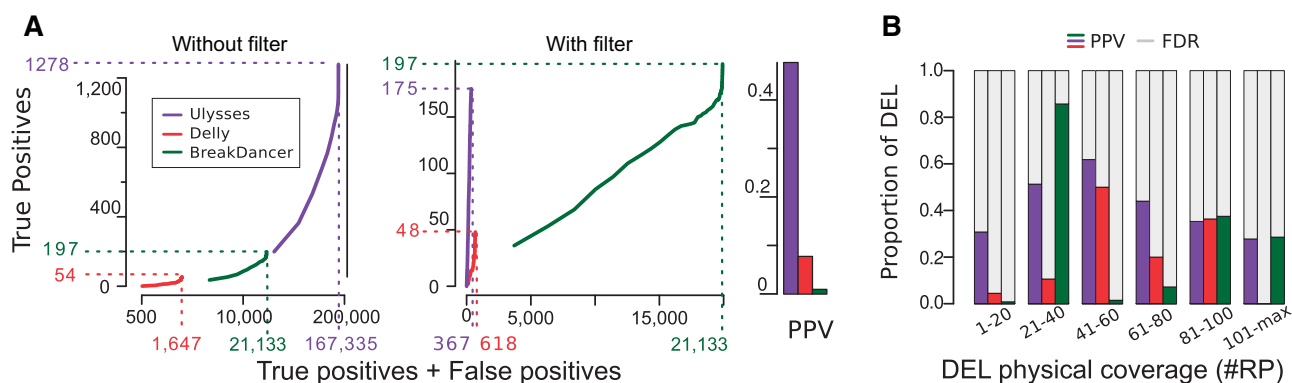 A
Without filter
With filter
1278
1,200
800
400
0
197
54
True Positives
Ulysses
Delly
BreakDancer
500
10,000
200,000
1,647
21,133
167,335
197
175
48
150
100
50
0
0
5,000
15,000
367
618
21,133
True positives + False positives
0.4
0.2
0
PPV
B
PPV
FDR
Proportion of DEL
1.0
0.8
0.6
0.4
0.2
0.0
1-20
21-40
41-60
61-80
81-100
101-max
DEL physical coverage (#RP)